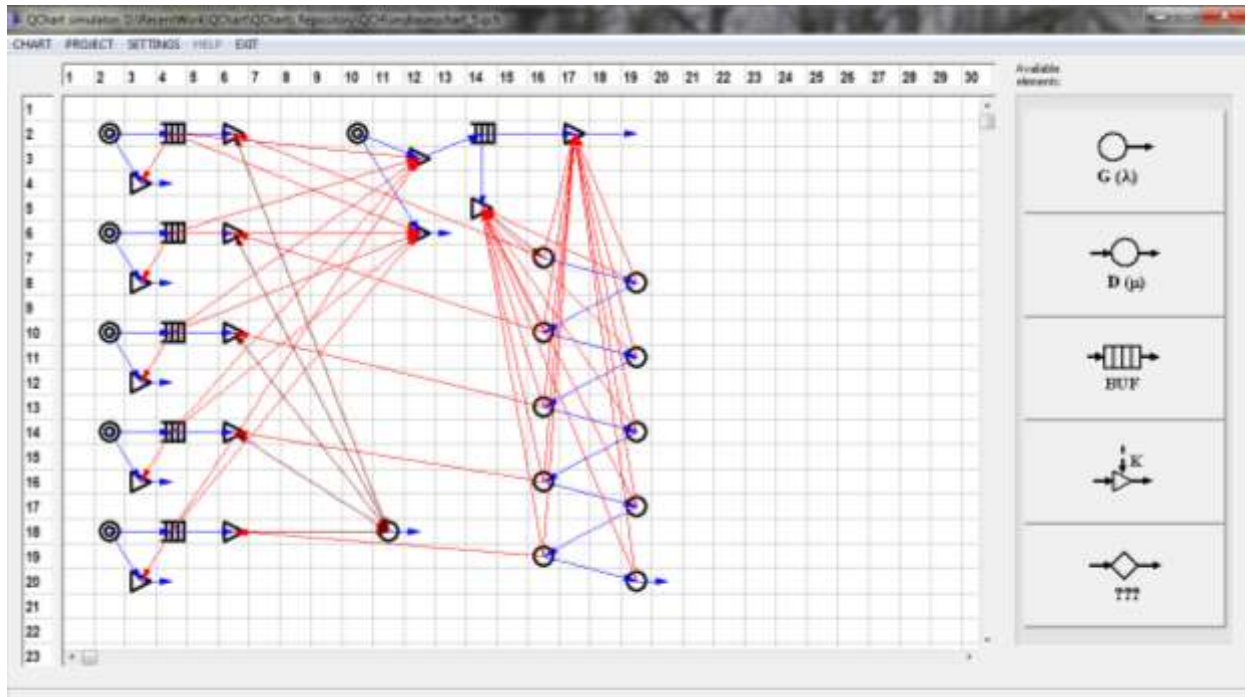 QChart simulator:
CHART PROJECT SETTINGS HELP EXIT
1 2 3 4 5 6 7 8 9 10 11 12 13 14 15 16 17 18 19 20 21 22 23 24 25 26 27 28 29 30
Available
elements:
1
2
3
4
5
6
7
8
9
10
11
12
13
14
15
16
17
18
19
20
21
22
23
G (λ)
D (μ)
BUF
K
???